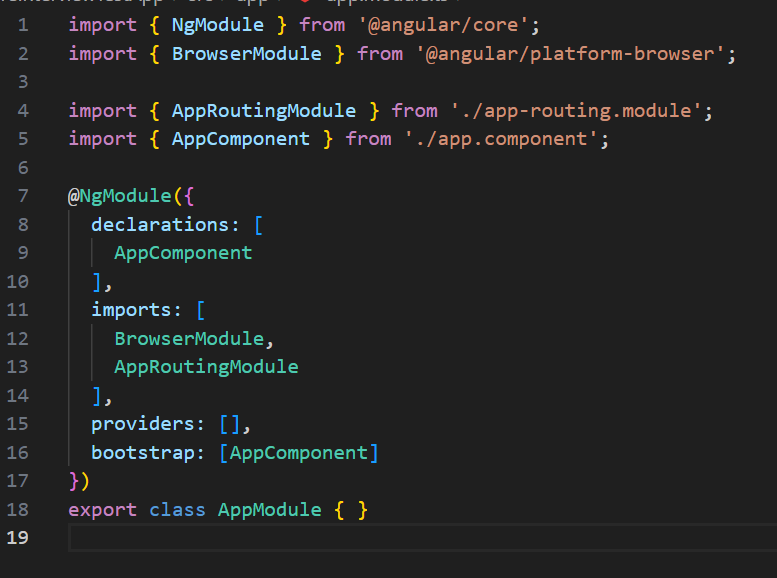 1 import { NgModule } from '@angular/core';
2 import { BrowserModule } from '@angular/platform-browser';
3
4 import { AppRoutingModule } from './app-routing.module';
5 import { AppComponent } from './app.component';
6
7 @NgModule({
8   declarations: [
9     AppComponent
10   ],
11   imports: [
12     BrowserModule,
13     AppRoutingModule
14   ],
15   providers: [],
16   bootstrap: [AppComponent]
17 })
18 export class AppModule { }
19